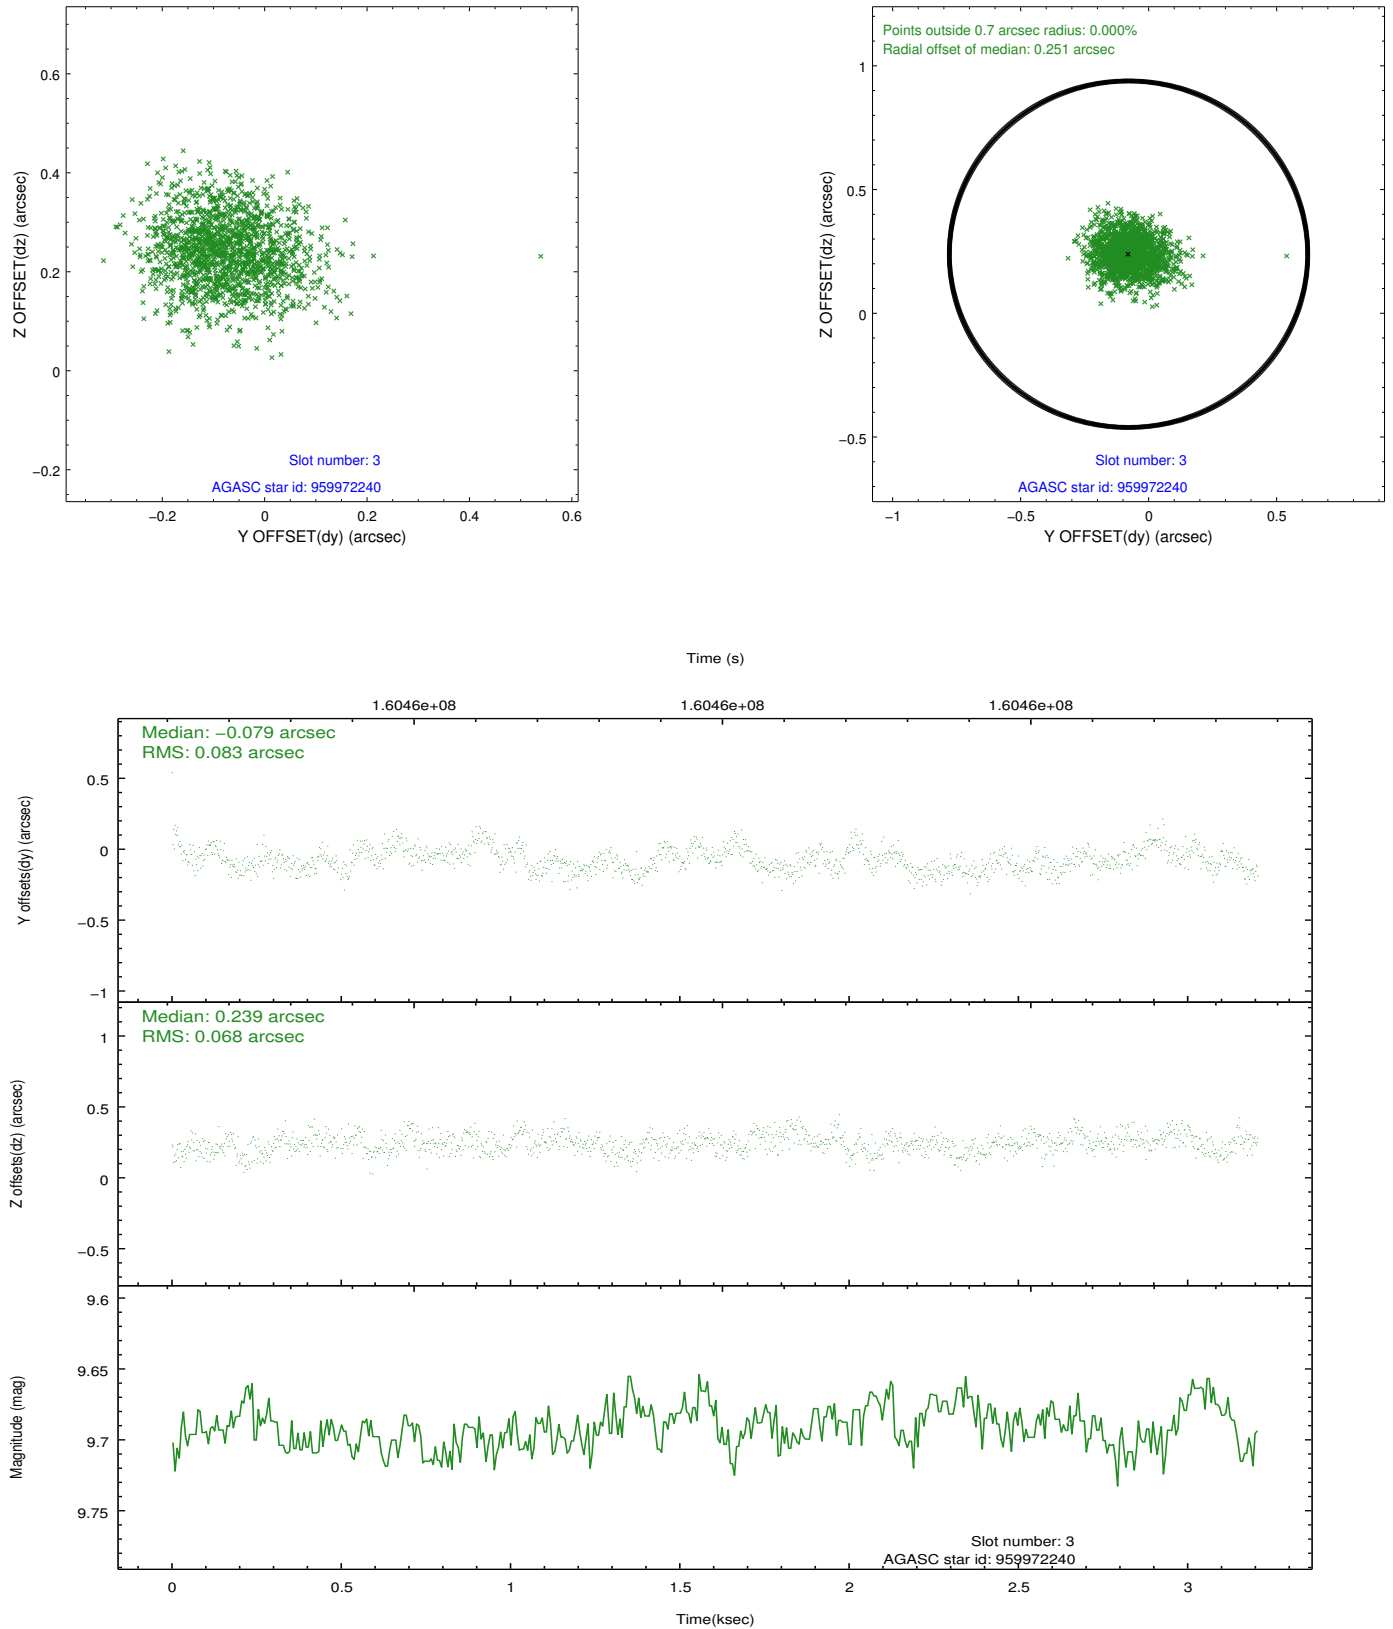 0.6
0.4
0.2
0
−0.2
Z OFFSET(dz) (arcsec)
Slot number: 3
AGASC star id: 959972240
−0.2 0 0.2 0.4 0.6
Y OFFSET(dy) (arcsec)
Points outside 0.7 arcsec radius: 0.000%
Radial offset of median: 0.251 arcsec
1
0.5
0
−0.5
Z OFFSET(dz) (arcsec)
Slot number: 3
AGASC star id: 959972240
−1 −0.5 0 0.5
Y OFFSET(dy) (arcsec)
Time (s)
1.6046e+08 1.6046e+08 1.6046e+08
Median: −0.079 arcsec
RMS: 0.083 arcsec
0.5
0
−0.5
−1
Y offsets(dy) (arcsec)
Median: 0.239 arcsec
RMS: 0.068 arcsec
1
0.5
0
−0.5
Z offsets(dz) (arcsec)
9.6
9.65
9.7
9.75
Magnitude (mag)
Slot number: 3
AGASC star id: 959972240
0 0.5 1 1.5 2 2.5 3
Time(ksec)